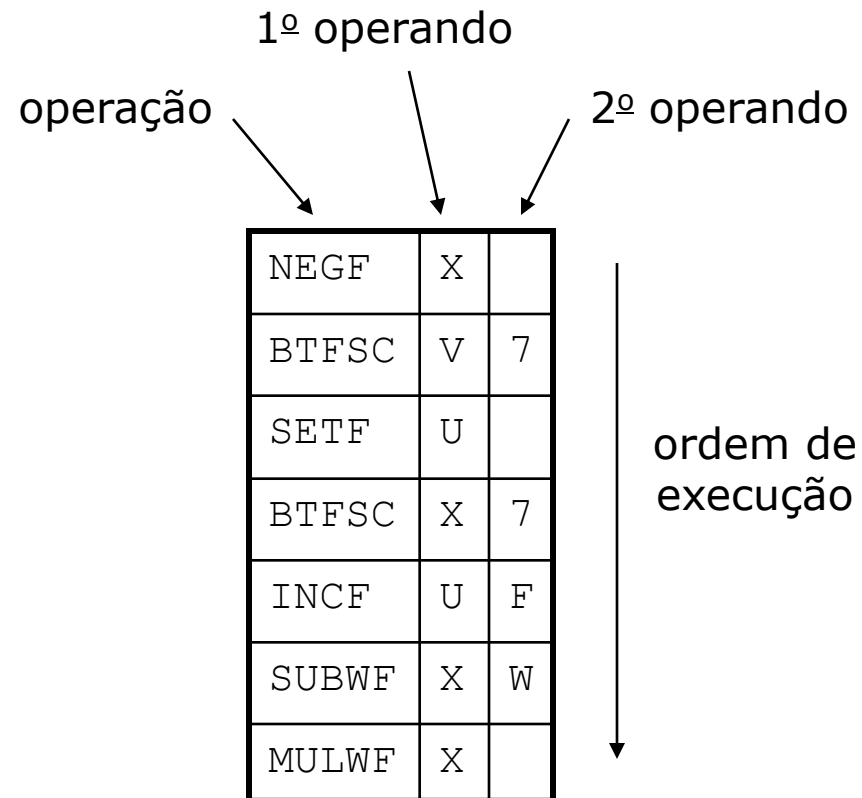 1º operando
operação
2º operando
NEGF X
BTFSC V 7
SETF U
BTFSC X 7
INCF U F
SUBWF X W
MULWF X
ordem de
execução